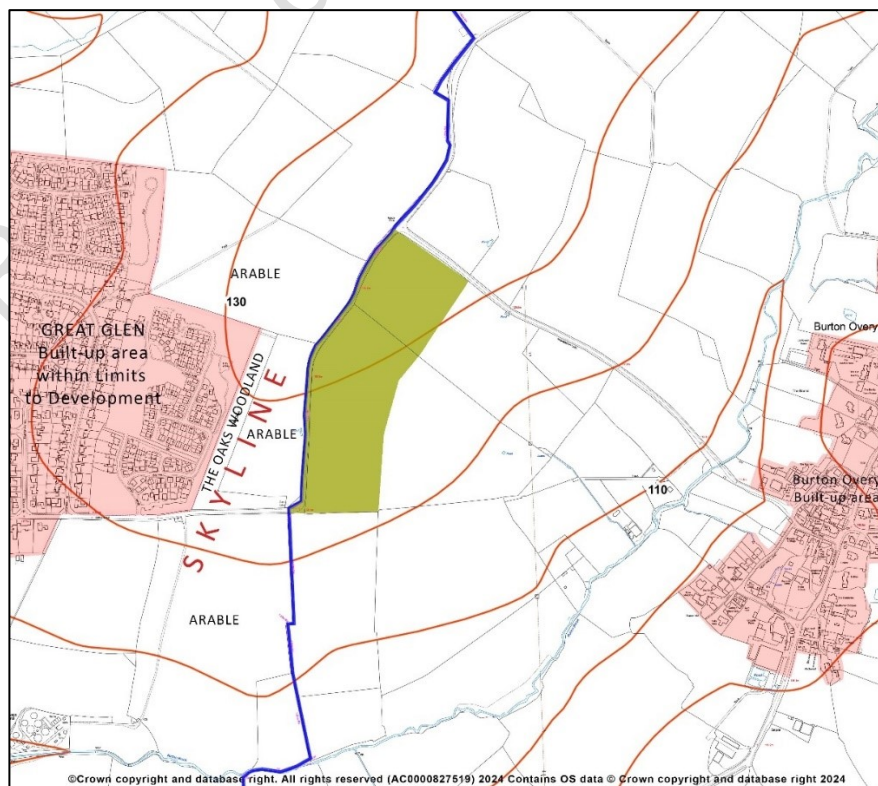 ARABLE
130
GREAT GLEN
Built-up area
within Limits
to Development
THE OAKS WOODLAND
ARABLE
SKYLINE
Burton Overy
110
Burton Overy
Built-up area
ARABLE
©Crown copyright and database right. All rights reserved (AC0000827519) 2024 Contains OS data © Crown copyright and database right 2024